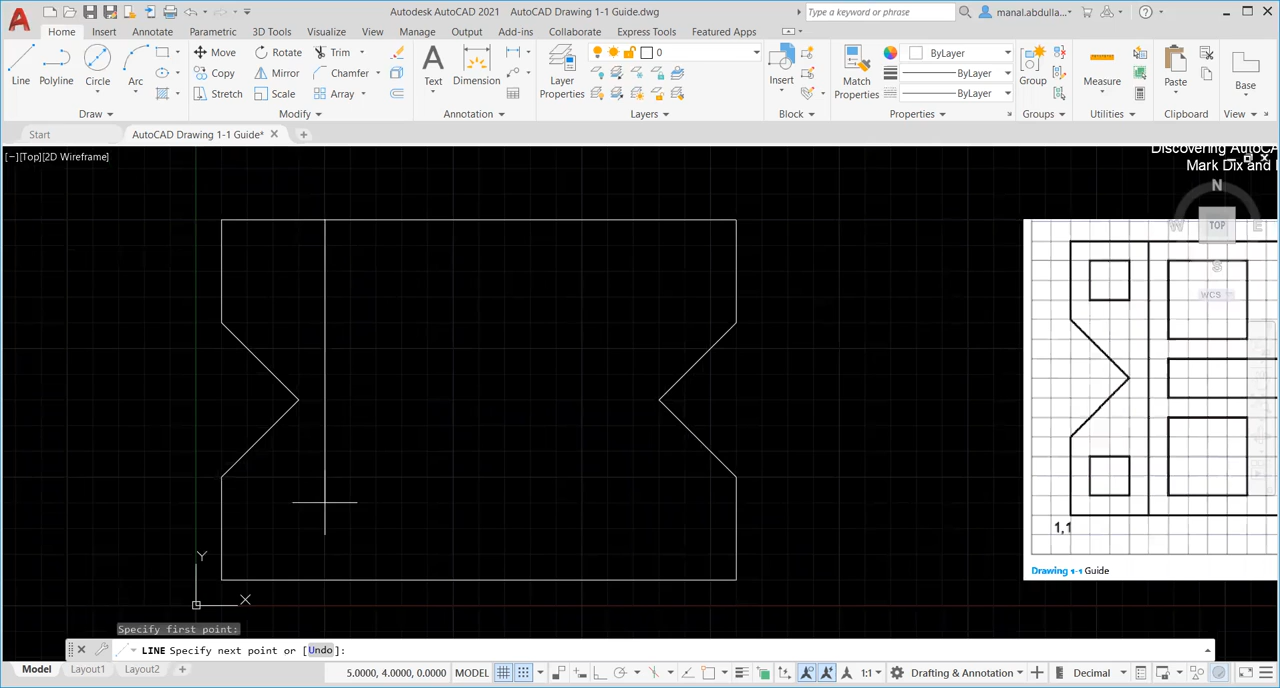 Autodesk AutoCAD 2021 AutoCAD Drawing 1-1 Guide.dwg
Type a keyword or phrase
manal.abdulla...
Home Insert Annotate Parametric 3D Tools Visualize View Manage Output Add-ins Collaborate Express Tools Featured Apps
Line Polyline Circle Arc
Move Rotate Trim
Copy Mirror Chamfer
Stretch Scale Array
Text Dimension
Layer Properties
0
Insert
Match Properties
ByLayer
ByLayer
ByLayer
Group
Measure
Paste
Base
Draw Modify Annotation Layers Block Properties Groups Utilities Clipboard View
Start AutoCAD Drawing 1-1 Guide*
[−][Top][2D Wireframe]
Discovering AutoCA
Mark Dix and
N
W TOP E
S
WCS
1,1
Drawing 1-1 Guide
Y
X
Specify first point:
LINE Specify next point or [Undo]:
Model Layout1 Layout2
5.0000, 4.0000, 0.0000 MODEL 1:1 Drafting & Annotation Decimal